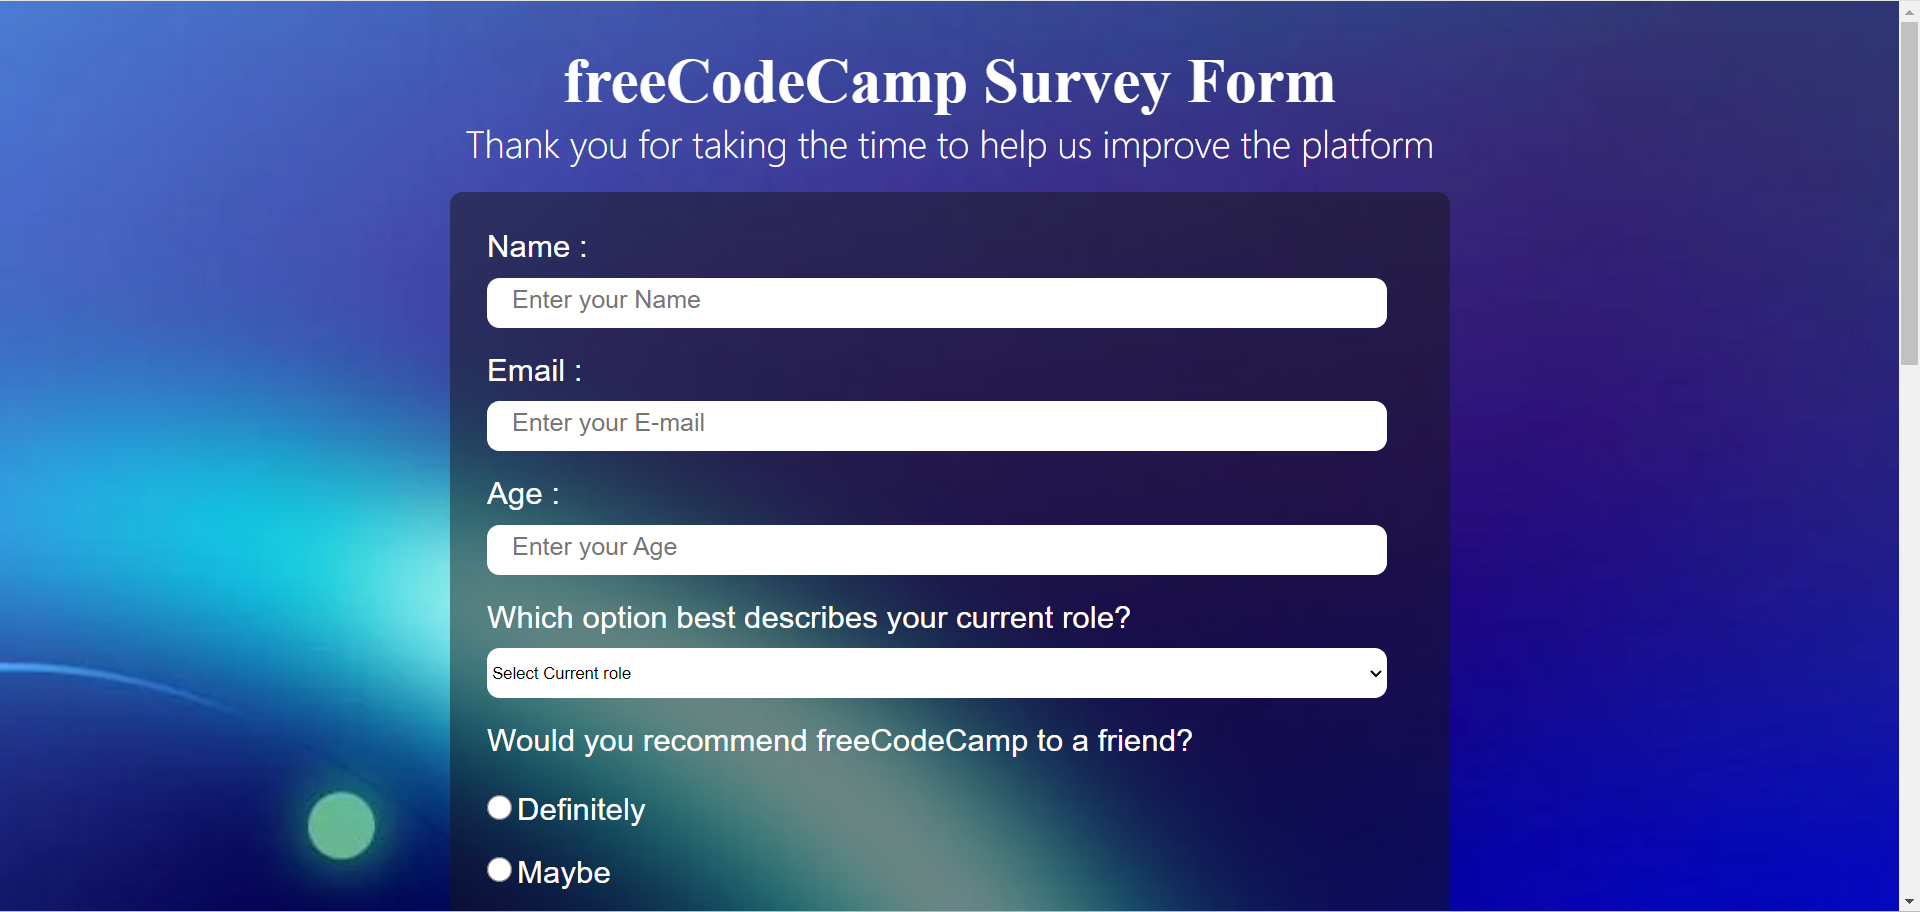 freeCodeCamp Survey Form
Thank you for taking the time to help us improve the platform
Name :
Enter your Name
Email :
Enter your E-mail
Age :
Enter your Age
Which option best describes your current role?
Select Current role
Would you recommend freeCodeCamp to a friend?
Definitely
Maybe